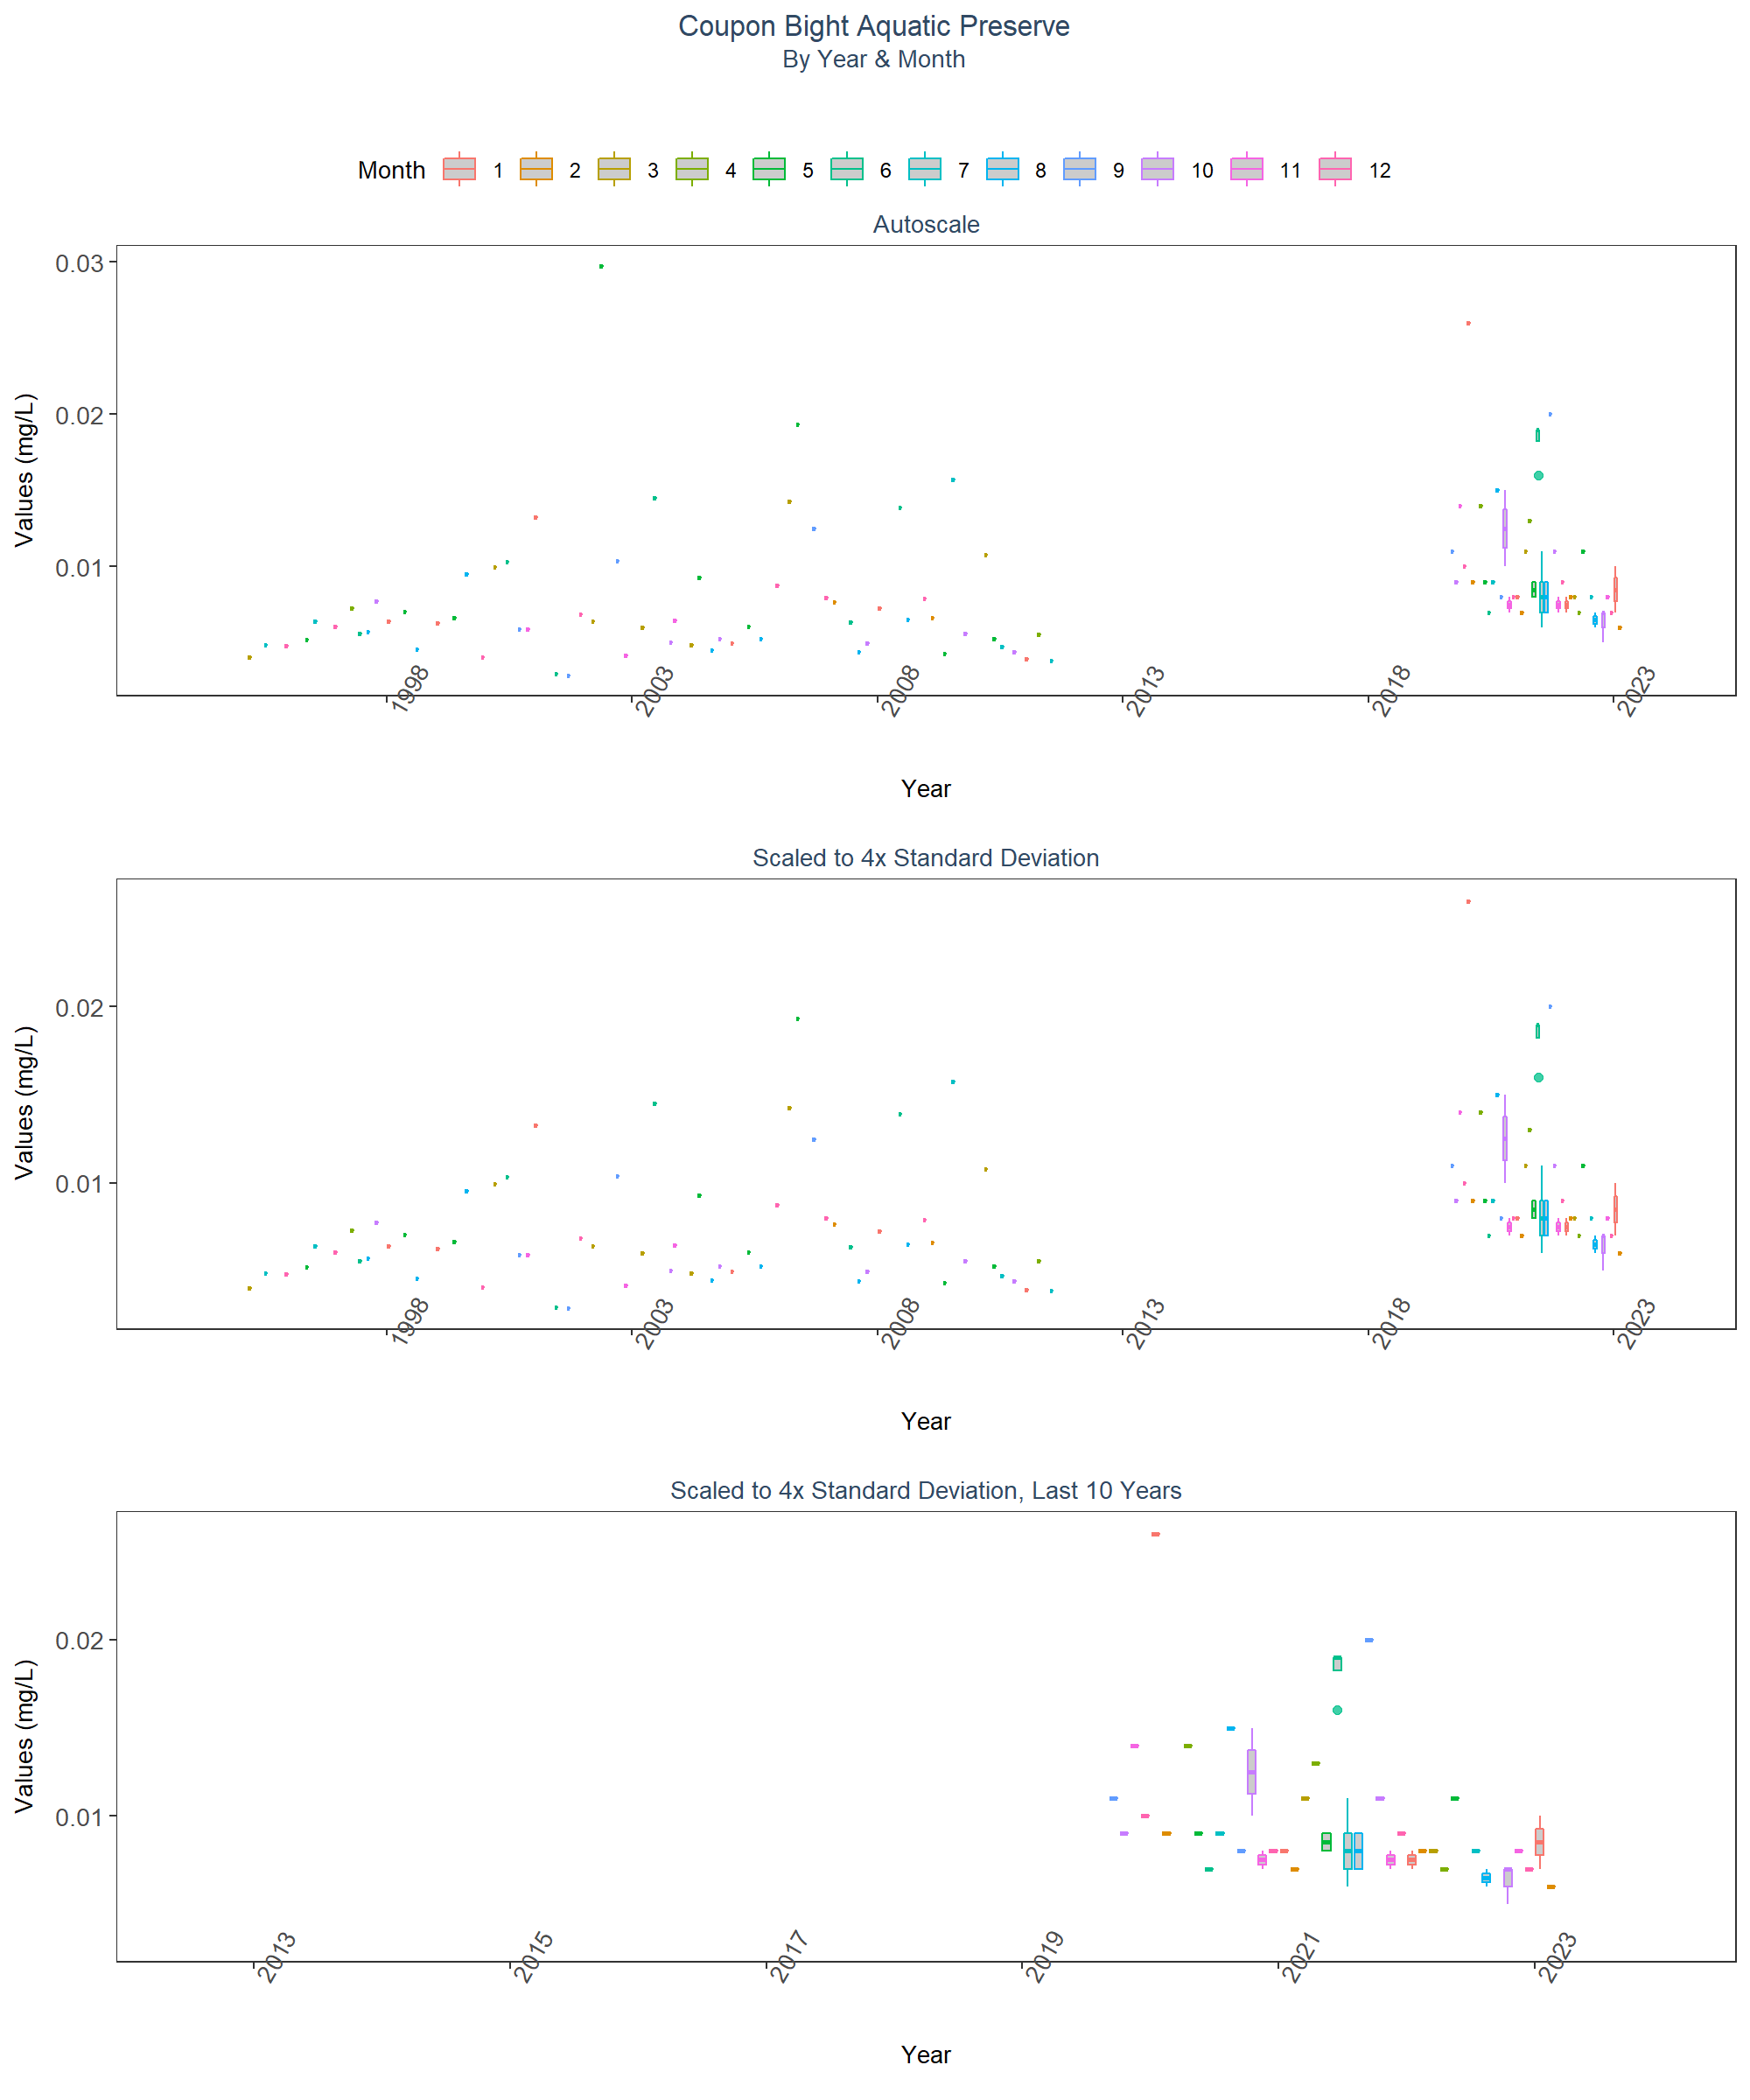 Coupon Bight Aquatic Preserve
By Year & Month
Month 1 2 3 4 5 6 7 8 9 10 11 12
Autoscale
0.03
0.02
0.01
Values (mg/L)
1998 2003 2008 2013 2018 2023
Year
Scaled to 4x Standard Deviation
0.02
0.01
Values (mg/L)
1998 2003 2008 2013 2018 2023
Year
Scaled to 4x Standard Deviation, Last 10 Years
0.02
0.01
Values (mg/L)
2013 2015 2017 2019 2021 2023
Year